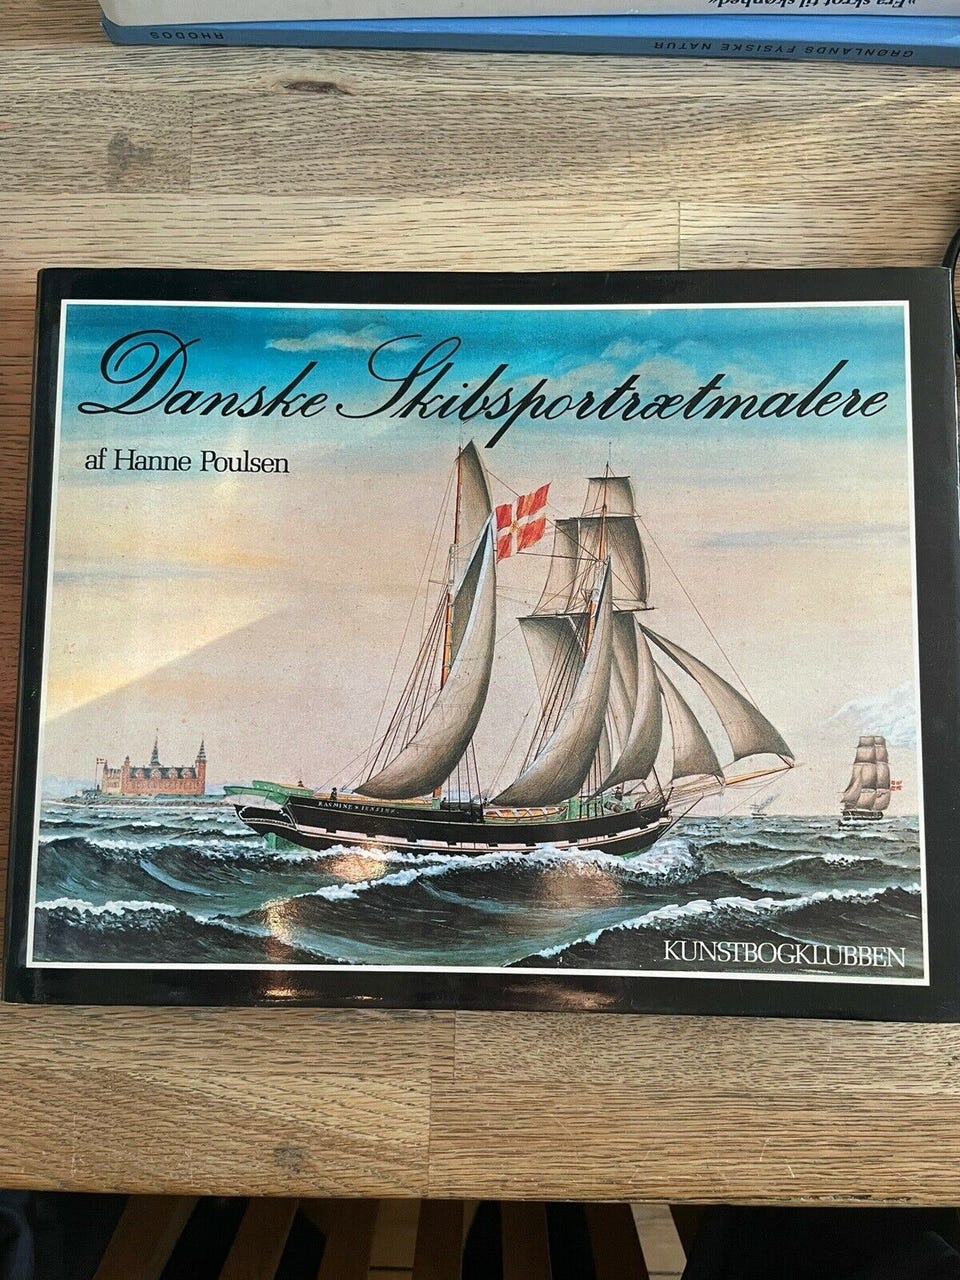 "Fra skrot til skønhed"
GRØNLANDS FYSISKE NATUR
RHODOS
Danske Skibsportrætmalere
af Hanne Poulsen
KUNSTBOGKLUBBEN